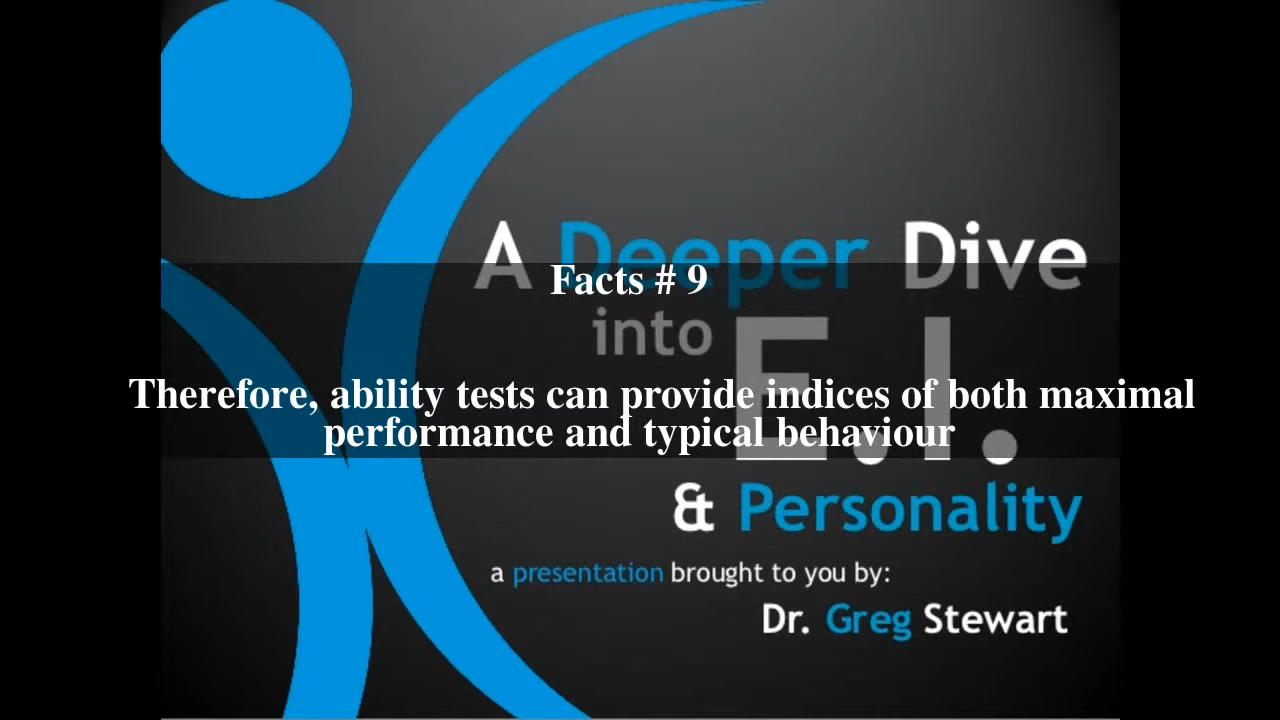 A Deeper Dive
Facts # 9
into
E.I.
Therefore, ability tests can provide indices of both maximal
performance and typical behaviour
& Personality
a presentation brought to you by:
Dr. Greg Stewart